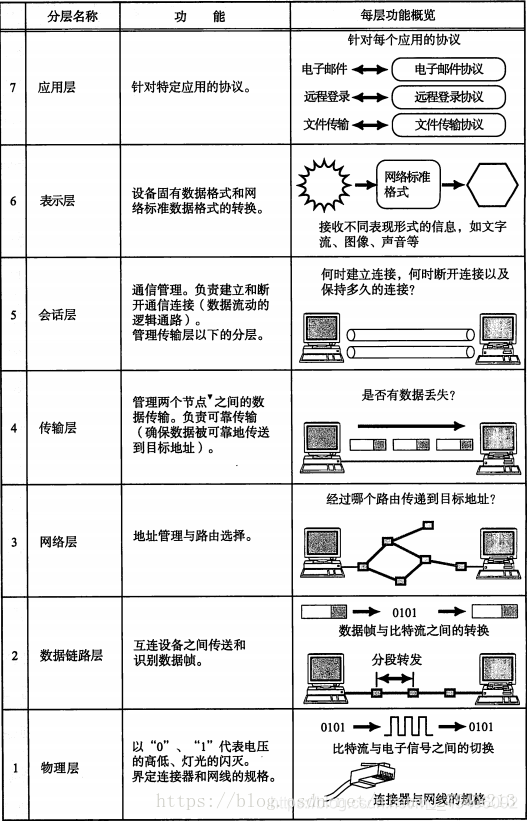 分层名称 功 能 每层功能概览
7 应用层 针对特定应用的协议。
针对每个应用的协议
电子邮件 电子邮件协议
远程登录 远程登录协议
文件传输 文件传输协议
6 表示层
设备固有数据格式和网
络标准数据格式的转换。
网络标准
格式
接收不同表现形式的信息，如文字
流、图像、声音等
5 会话层
通信管理。负责建立和断
开通信连接（数据流动的
逻辑通路）。
管理传输层以下的分层。
何时建立连接，何时断开连接以及
保持多久的连接？
4 传输层
管理两个节点▼之间的数
据传输。负责可靠传输
（确保数据被可靠地传送
到目标地址）。
是否有数据丢失？
3 网络层 地址管理与路由选择。
经过哪个路由传递到目标地址？
2 数据链路层
互连设备之间传送和
识别数据帧。
0101
数据帧与比特流之间的转换
分段转发
1 物理层
以“0”、“1”代表电压
的高低、灯光的闪灭。
界定连接器和网线的规格。
0101 0101
比特流与电子信号之间的切换
连接器与网线的规格